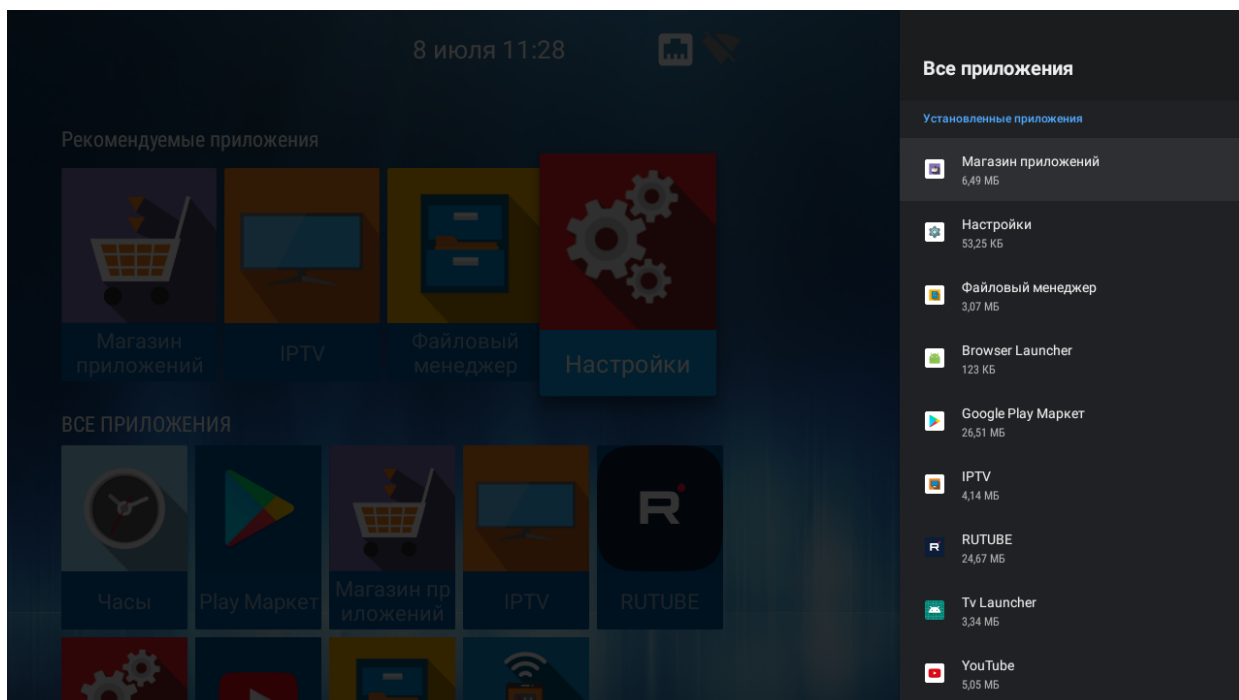 8 июля 11:28
Рекомендуемые приложения
Магазин
приложений
IPTV
Файловый
менеджер
Настройки
ВСЕ ПРИЛОЖЕНИЯ
R
Часы
Play Маркет
Магазин пр
иложений
IPTV
RUTUBE
Все приложения
Установленные приложения
Магазин приложений
6,49 МБ
Настройки
53,25 КБ
Файловый менеджер
3,07 МБ
Browser Launcher
123 КБ
Google Play Маркет
26,51 МБ
IPTV
4,14 МБ
R
RUTUBE
24,67 МБ
Tv Launcher
3,34 МБ
YouTube
5,05 МБ